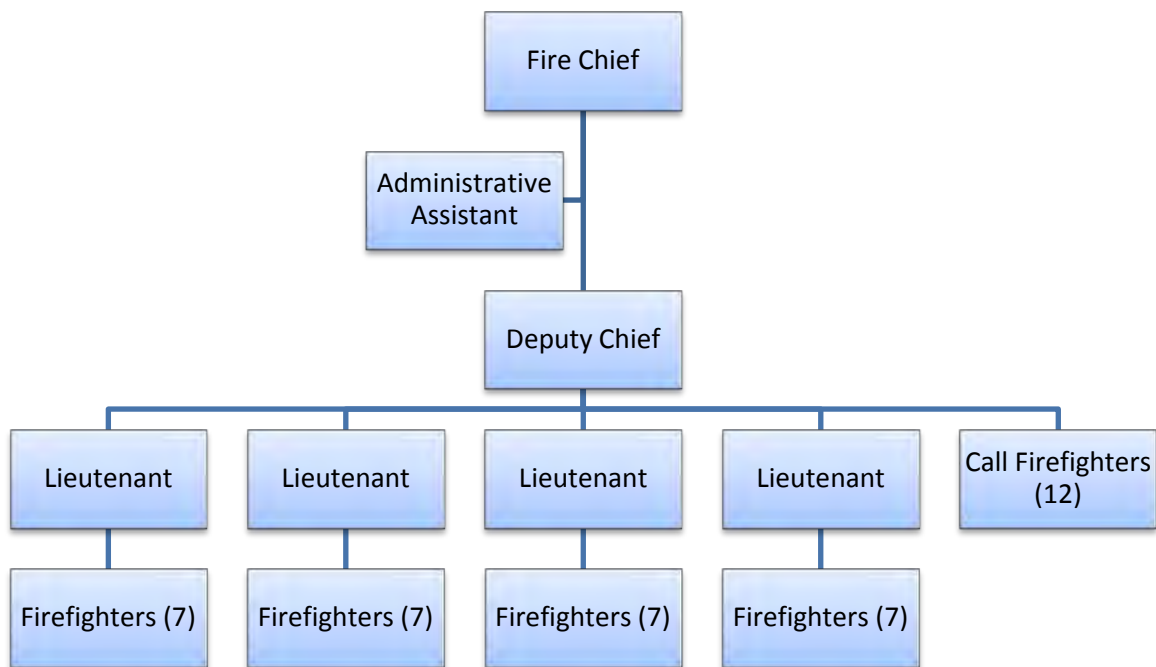 Fire Chief
Administrative
Assistant
Deputy Chief
Lieutenant
Lieutenant
Lieutenant
Lieutenant
Call Firefighters
(12)
Firefighters (7)
Firefighters (7)
Firefighters (7)
Firefighters (7)